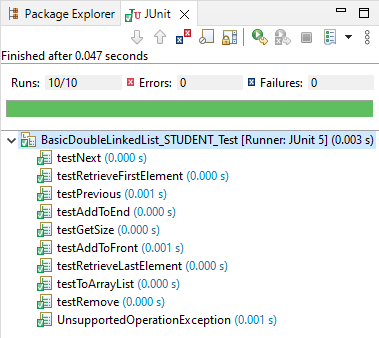 Package Explorer JUnit
Finished after 0.047 seconds
Runs: 10/10 Errors: 0 Failures: 0
BasicDoubleLinkedList_STUDENT_Test [Runner: JUnit 5] (0.003 s)
testNext (0.000 s)
testRetrieveFirstElement (0.000 s)
testPrevious (0.001 s)
testAddToEnd (0.000 s)
testGetSize (0.000 s)
testAddToFront (0.001 s)
testRetrieveLastElement (0.000 s)
testToArrayList (0.000 s)
testRemove (0.000 s)
UnsupportedOperationException (0.001 s)